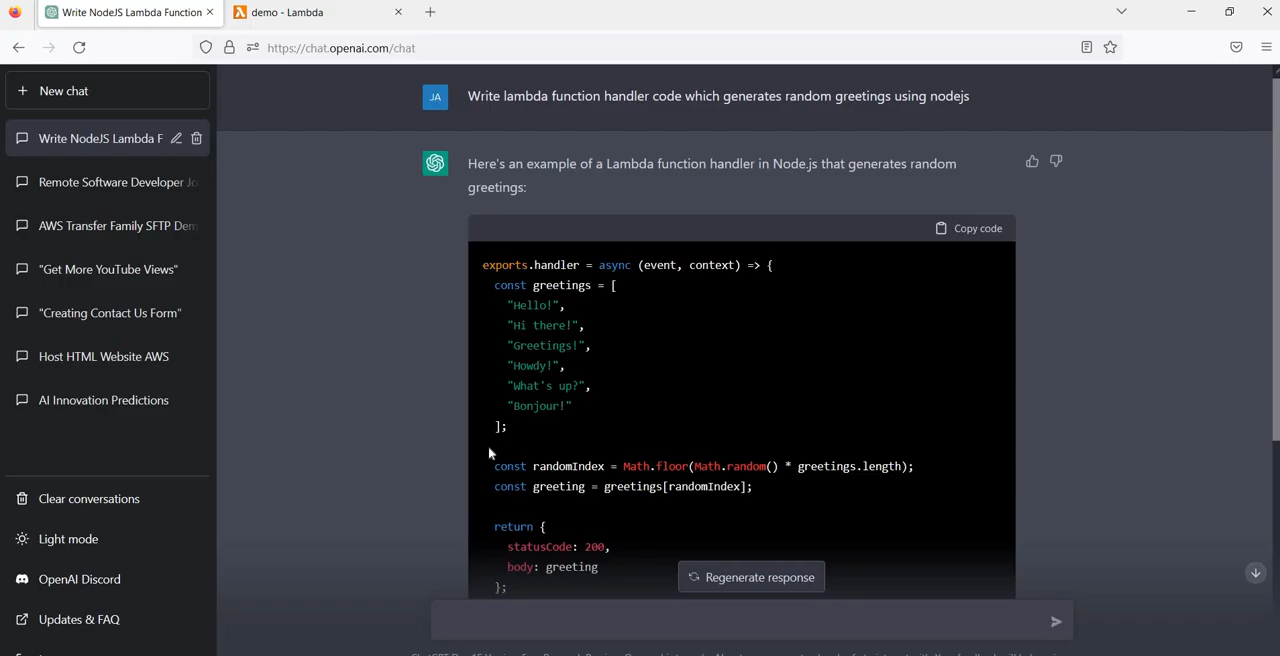 Write NodeJS Lambda Function
demo - Lambda
https://chat.openai.com/chat
New chat
Write NodeJS Lambda F
Remote Software Developer Jo
AWS Transfer Family SFTP Dem
"Get More YouTube Views"
"Creating Contact Us Form"
Host HTML Website AWS
AI Innovation Predictions
Clear conversations
Light mode
OpenAI Discord
Updates & FAQ
JA
Write lambda function handler code which generates random greetings using nodejs
Here's an example of a Lambda function handler in Node.js that generates random
greetings:
Copy code
exports.handler = async (event, context) => {
const greetings = [
"Hello!",
"Hi there!",
"Greetings!",
"Howdy!",
"What's up?",
"Bonjour!"
];
const randomIndex = Math.floor(Math.random() * greetings.length);
const greeting = greetings[randomIndex];
return {
statusCode: 200,
body: greeting
};
Regenerate response